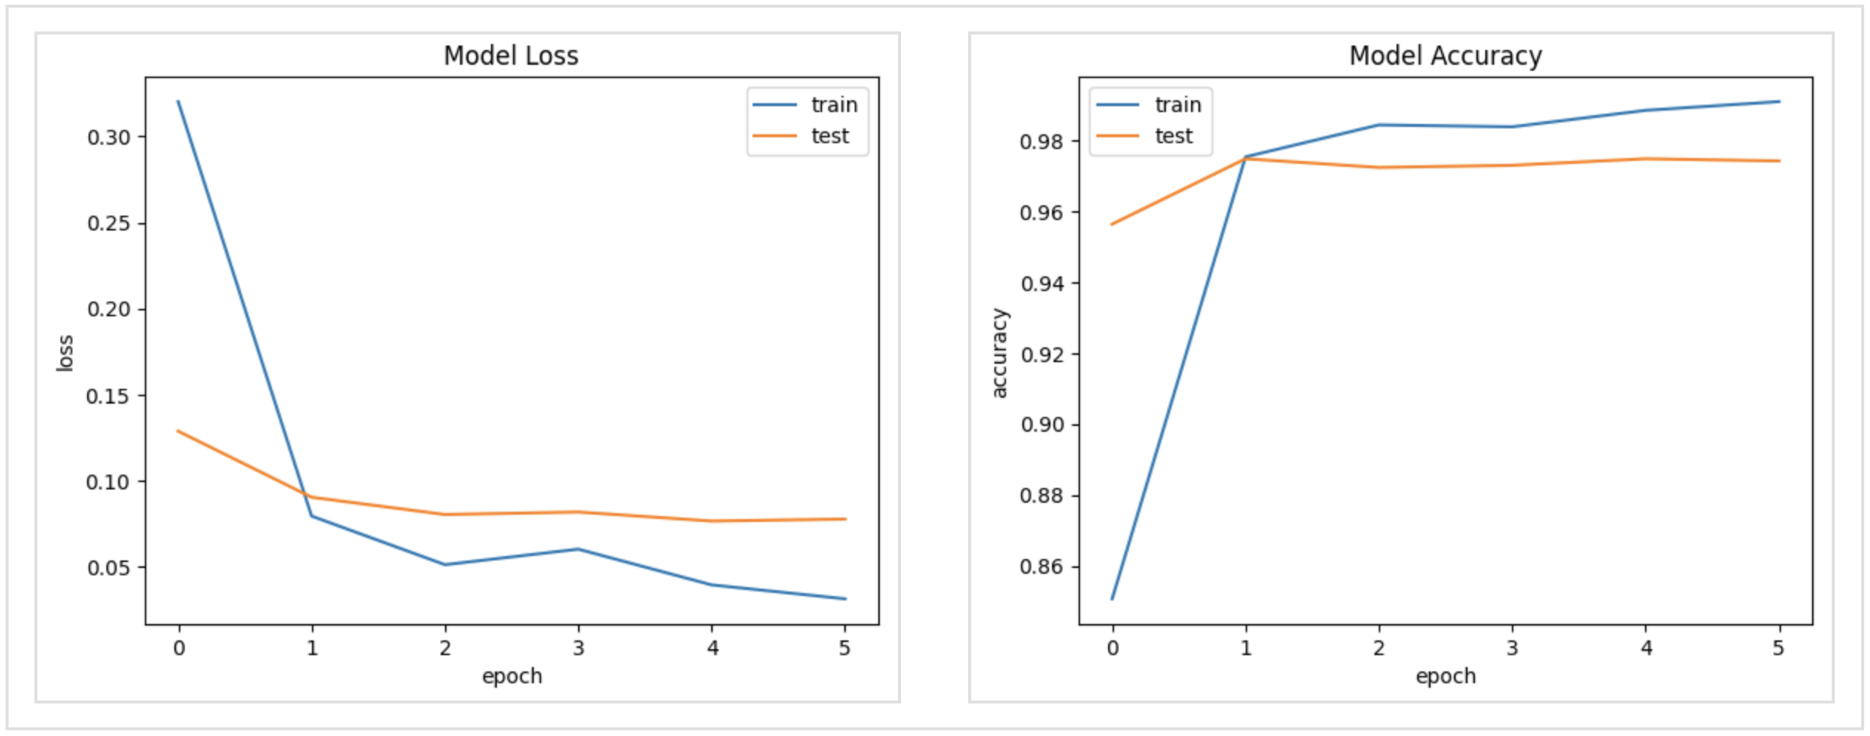 Model Loss
train
test
0.30
0.25
0.20
0.15
0.10
0.05
loss
0 1 2 3 4 5
epoch
Model Accuracy
train
test
0.98
0.96
0.94
0.92
0.90
0.88
0.86
accuracy
0 1 2 3 4 5
epoch